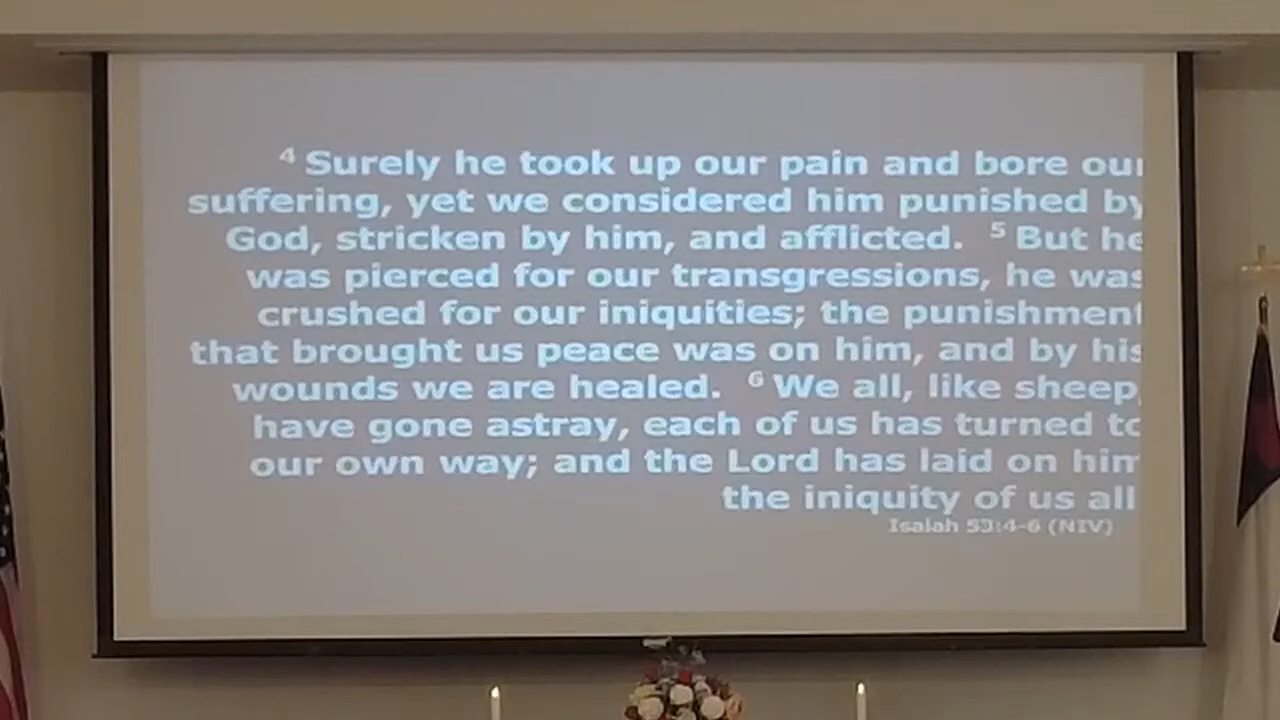 ⁴ Surely he took up our pain and bore our
suffering, yet we considered him punished by
God, stricken by him, and afflicted. ⁵ But he
was pierced for our transgressions, he was
crushed for our iniquities; the punishment
that brought us peace was on him, and by his
wounds we are healed. ⁶ We all, like sheep,
have gone astray, each of us has turned to
our own way; and the Lord has laid on him
the iniquity of us all
Isaiah 53:4-6 (NIV)